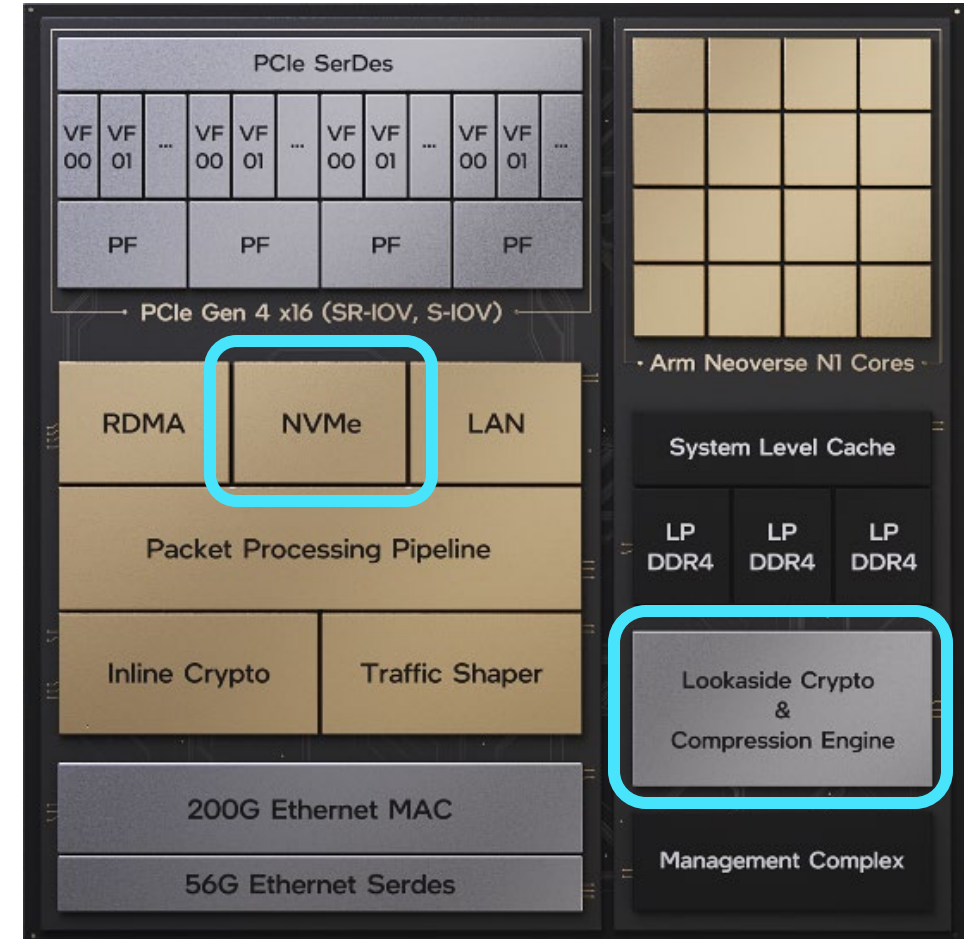 PCIe SerDes
VF 00
VF 01
...
VF 00
VF 01
...
VF 00
VF 01
...
VF 00
VF 01
...
PF
PF
PF
PF
PCIe Gen 4 x16 (SR-IOV, S-IOV)
RDMA
NVMe
LAN
Packet Processing Pipeline
Inline Crypto
Traffic Shaper
200G Ethernet MAC
56G Ethernet Serdes
Arm Neoverse N1 Cores
System Level Cache
LP
DDR4
LP
DDR4
LP
DDR4
Lookaside Crypto
&
Compression Engine
Management Complex